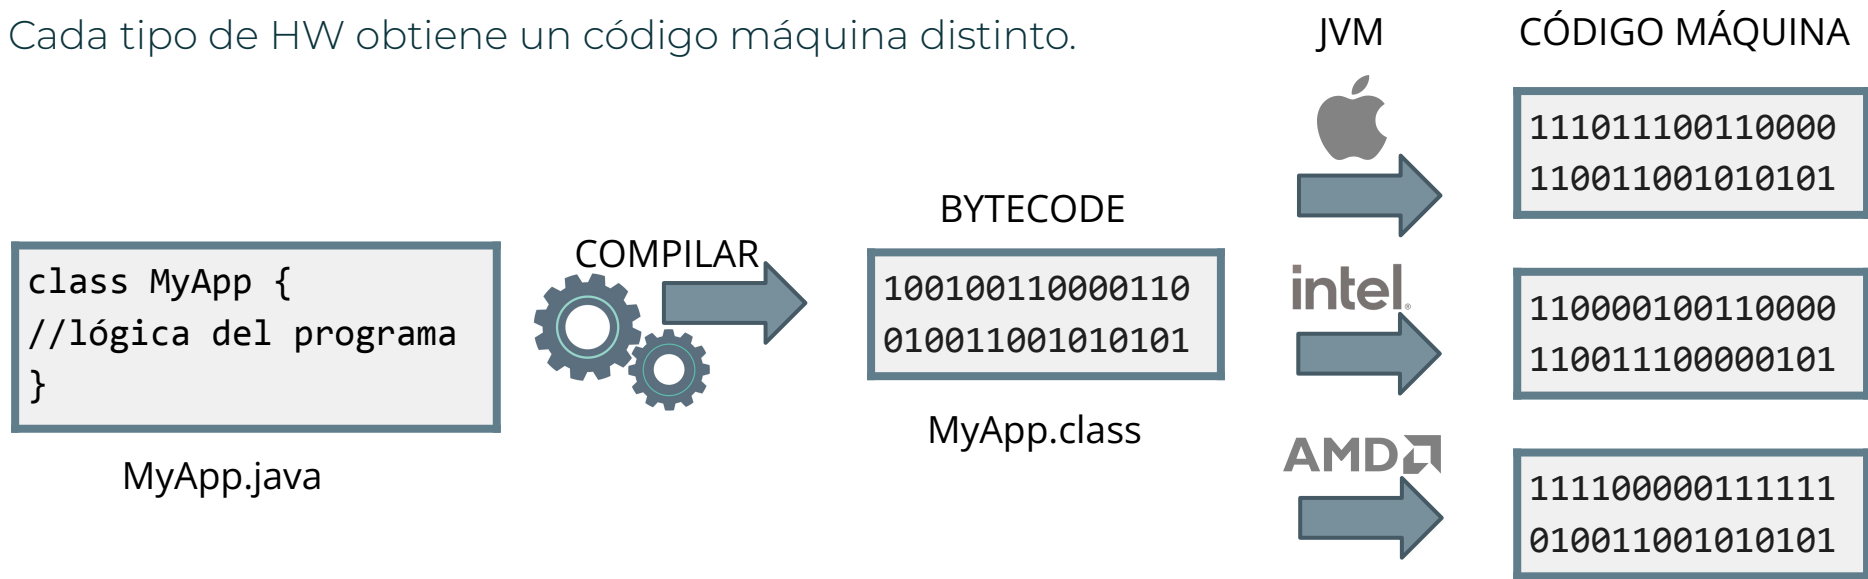 Cada tipo de HW obtiene un código máquina distinto.
JVM
CÓDIGO MÁQUINA
111011100110000
110011001010101
BYTECODE
COMPILAR
class MyApp {
//lógica del programa
}
100100110000110
010011001010101
intel®
110000100110000
110011100000101
MyApp.class
MyApp.java
AMD
111100000111111
010011001010101